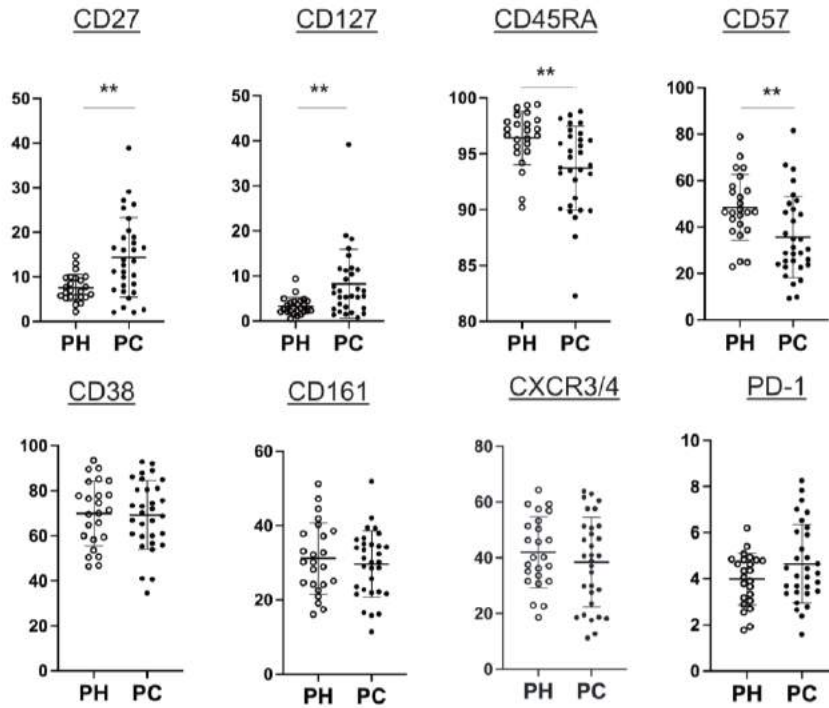 CD27 CD127 CD45RA CD57
** ** ** **
50 50 100 100
40 40 95 80
30 30 90 60
20 20 85 40
10 10 80 20
0 0 0
PH PC PH PC PH PC PH PC
CD38 CD161 CXCR3/4 PD-1
100 60 80 10
80 40 60 8
60 20 40 6
40 0 20 4
20 0 2
0 0
PH PC PH PC PH PC PH PC